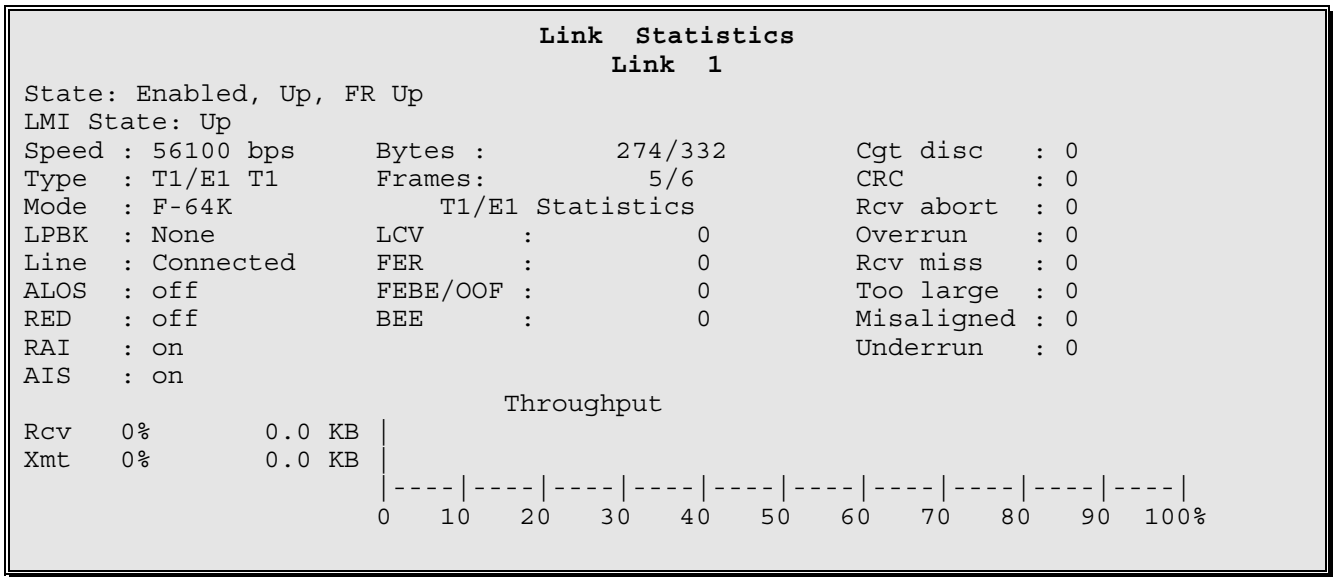 Link  Statistics
Link  1
State: Enabled, Up, FR Up
LMI State: Up
Speed : 56100 bps     Bytes :        274/332        Cgt disc   : 0
Type  : T1/E1 T1      Frames:          5/6          CRC        : 0
Mode  : F-64K             T1/E1 Statistics          Rcv abort  : 0
LPBK  : None          LCV      :          0         Overrun    : 0
Line  : Connected     FER      :          0         Rcv miss   : 0
ALOS  : off           FEBE/OOF :          0         Too large  : 0
RED   : off           BEE      :          0         Misaligned : 0
RAI   : on                                          Underrun   : 0
AIS   : on
Throughput
Rcv   0%       0.0 KB |
Xmt   0%       0.0 KB |
|----|----|----|----|----|----|----|----|----|----|
0   10   20   30   40   50   60   70   80   90  100%